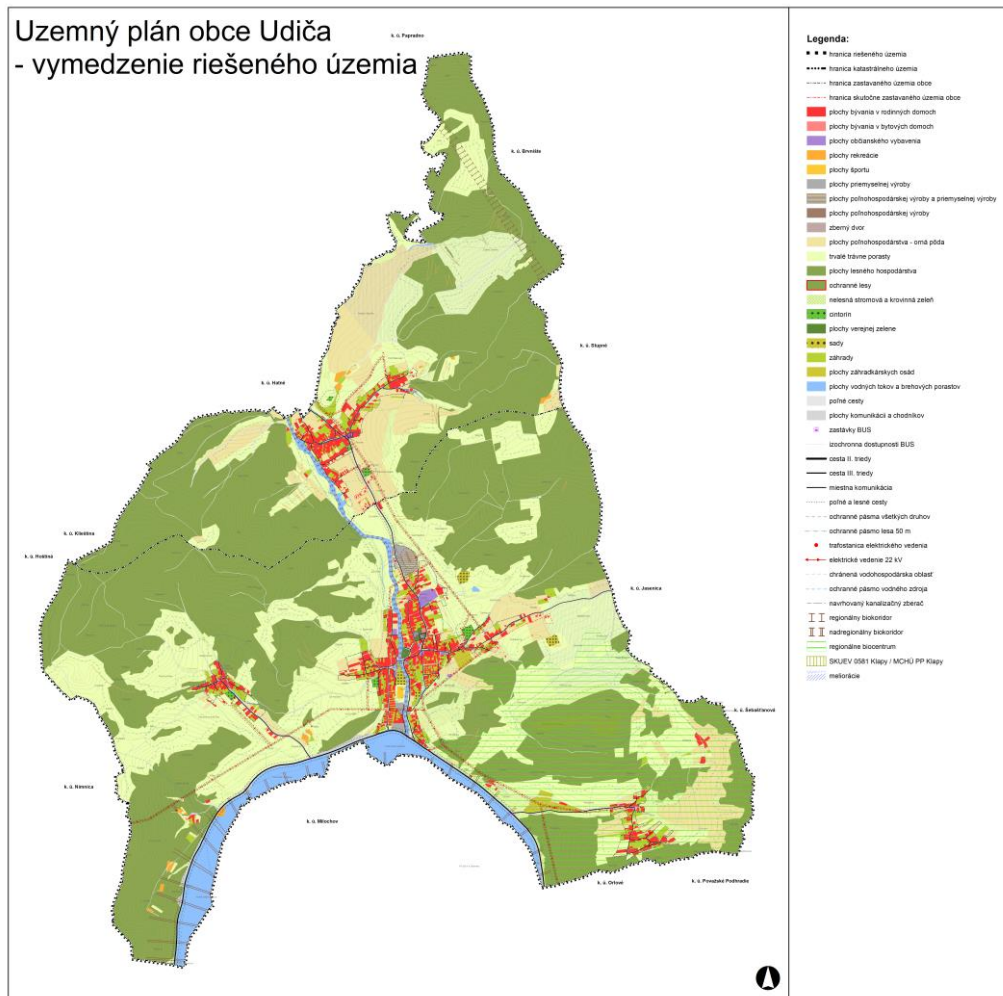 Uzemný plán obce Udiča
- vymedzenie riešeného územia
k. ú. Papradno
k. ú. Brvnište
k. ú. Stupné
k. ú. Hatné
k. ú. Klieština
k. ú. Hoština
k. ú. Jasenica
k. ú. Šebešťanová
k. ú. Nimnica
k. ú. Milochov
k. ú. Orlové
k. ú. Považské Podhradie
Legenda:
hranica riešeného územia
hranica katastrálneho územia
hranica zastavaného územia obce
hranica skutočne zastavaného územia obce
plochy bývania v rodinných domoch
plochy bývania v bytových domoch
plochy občianskeho vybavenia
plochy rekreácie
plochy športu
plochy priemyselnej výroby
plochy poľnohospodárskej výroby a priemyselnej výroby
plochy poľnohospodárskej výroby
zberný dvor
plochy poľnohospodárstva - orná pôda
trvalé trávne porasty
plochy lesného hospodárstva
ochranné lesy
nelesná stromová a krovinná zeleň
cintorín
plochy verejnej zelene
sady
záhrady
plochy záhradkárskych osád
plochy vodných tokov a brehových porastov
poľné cesty
plochy komunikácii a chodníkov
zastávky BUS
izochronna dostupnosti BUS
cesta II. triedy
cesta III. triedy
miestna komunikácia
poľné a lesné cesty
ochranné pásma všetkých druhov
ochranné pásmo lesa 50 m
trafostanica elektrického vedenia
elektrické vedenie 22 kV
chránená vodohospodárska oblasť
ochranné pásmo vodného zdroja
navrhovaný kanalizačný zberač
regionálny biokoridor
nadregionálny biokoridor
regionálne biocentrum
SKUEV 0581 Klapy / MCHÚ PP Klapy
meliorácie